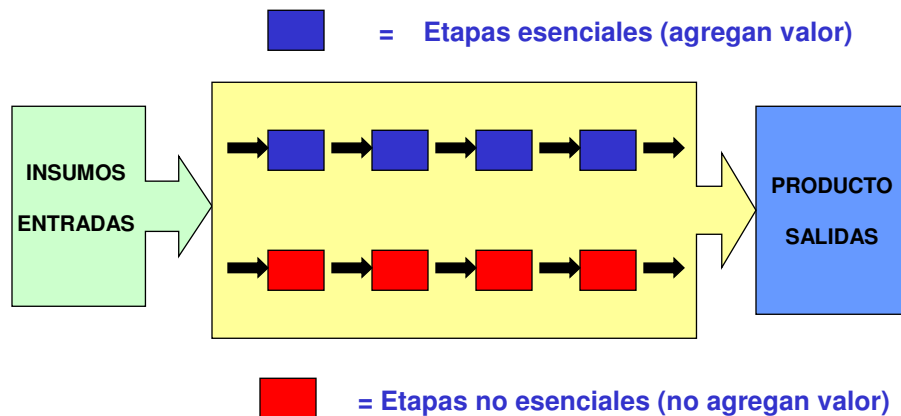 = Etapas esenciales (agregan valor)
INSUMOS
ENTRADAS
PRODUCTO
SALIDAS
= Etapas no esenciales (no agregan valor)